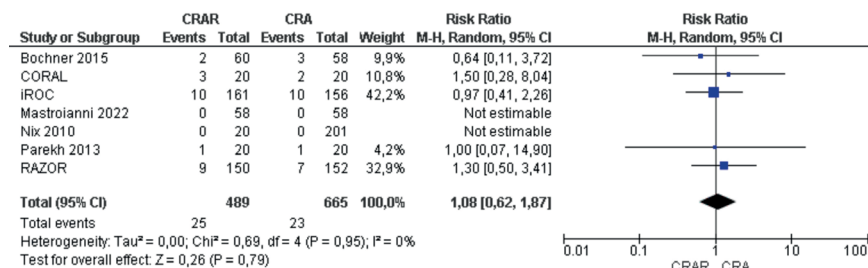 CRAR CRA Risk Ratio Risk Ratio
Study or Subgroup Events Total Events Total Weight M-H, Random, 95% CI M-H, Random, 95% CI
Bochner 2015 2 60 3 58 9,9% 0,64 [0,11, 3,72]
CORAL 3 20 2 20 10,8% 1,50 [0,28, 8,04]
iROC 10 161 10 156 42,2% 0,97 [0,41, 2,26]
Mastroianni 2022 0 58 0 58 Not estimable
Nix 2010 0 20 0 201 Not estimable
Parekh 2013 1 20 1 20 4,2% 1,00 [0,07, 14,90]
RAZOR 9 150 7 152 32,9% 1,30 [0,50, 3,41]
Total (95% CI) 489 665 100,0% 1,08 [0,62, 1,87]
Total events 25 23
Heterogeneity: Tau² = 0,00; Chi² = 0,69, df = 4 (P = 0,95); I² = 0%
Test for overall effect: Z = 0,26 (P = 0,79)
0.01 0.1 1 10 100
CRAR CRA